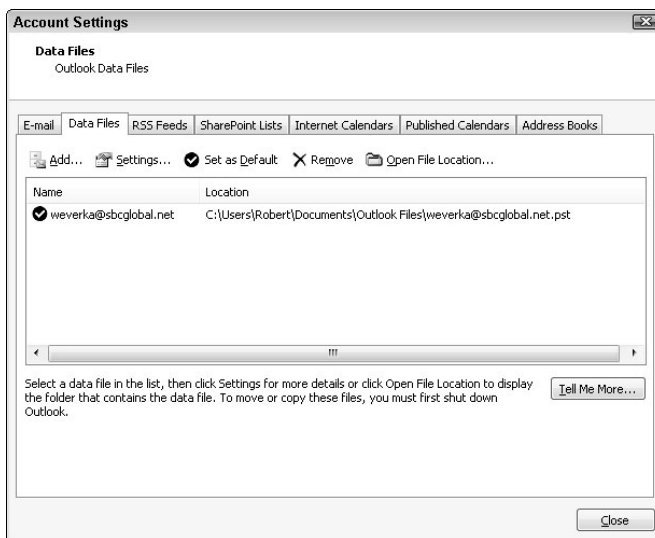 Account Settings
Data Files
Outlook Data Files
E-mail Data Files RSS Feeds SharePoint Lists Internet Calendars Published Calendars Address Books
Add... Settings... Set as Default Remove Open File Location...
Name Location
weverka@sbcglobal.net C:\Users\Robert\Documents\Outlook Files\weverka@sbcglobal.net.pst
Select a data file in the list, then click Settings for more details or click Open File Location to display
the folder that contains the data file. To move or copy these files, you must first shut down
Outlook.
Tell Me More...
Close